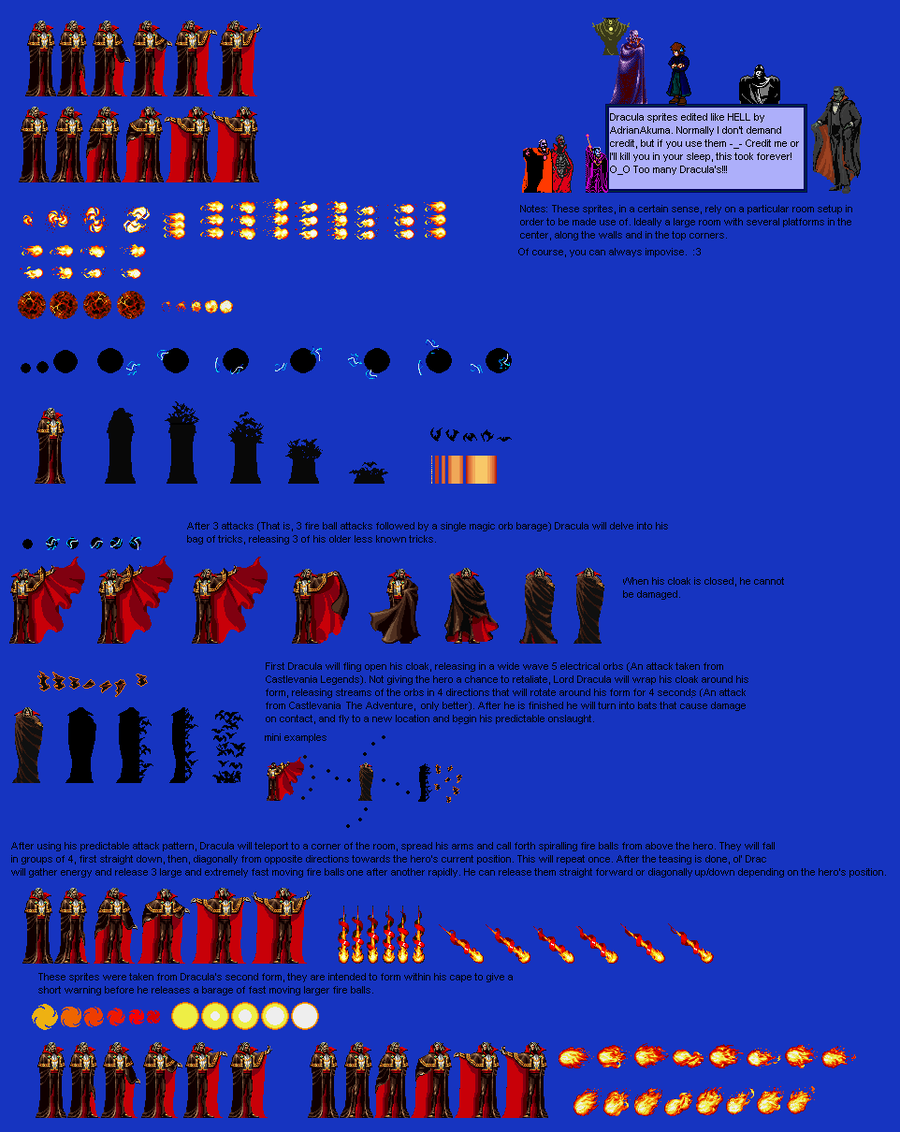 Dracula sprites edited like HELL by
AdrianAkuma. Normally I don't demand
credit, but if you use them -_- Credit me or
I'll kill you in your sleep, this took forever!
O_O Too many Dracula's!!!
Notes: These sprites, in a certain sense, rely on a particular room setup in
order to be made use of. Ideally a large room with several platforms in the
center, along the walls and in the top corners.
Of course, you can always impovise. :3
After 3 attacks (That is, 3 fire ball attacks followed by a single magic orb barage) Dracula will delve into his
bag of tricks, releasing 3 of his older less known tricks.
When his cloak is closed, he cannot
be damaged.
First Dracula will fling open his cloak, releasing in a wide wave 5 electrical orbs (An attack taken from
Castlevania Legends). Not giving the hero a chance to retaliate, Lord Dracula will wrap his cloak around his
form, releasing streams of the orbs in 4 directions that will rotate around his form for 4 seconds (An attack
from Castlevania The Adventure, only better). After he is finished he will turn into bats that cause damage
on contact, and fly to a new location and begin his predictable onslaught.
mini examples
After using his predictable attack pattern, Dracula will teleport to a corner of the room, spread his arms and call forth spiralling fire balls from above the hero. They will fall
in groups of 4, first straight down, then, diagonally from opposite directions towards the hero's current position. This will repeat once. After the teasing is done, ol' Drac
will gather energy and release 3 large and extremely fast moving fire balls one after another rapidly. He can release them straight forward or diagonally up/down depending on the hero's position.
These sprites were taken from Dracula's second form, they are intended to form within his cape to give a
short warning before he releases a barage of fast moving larger fire balls.